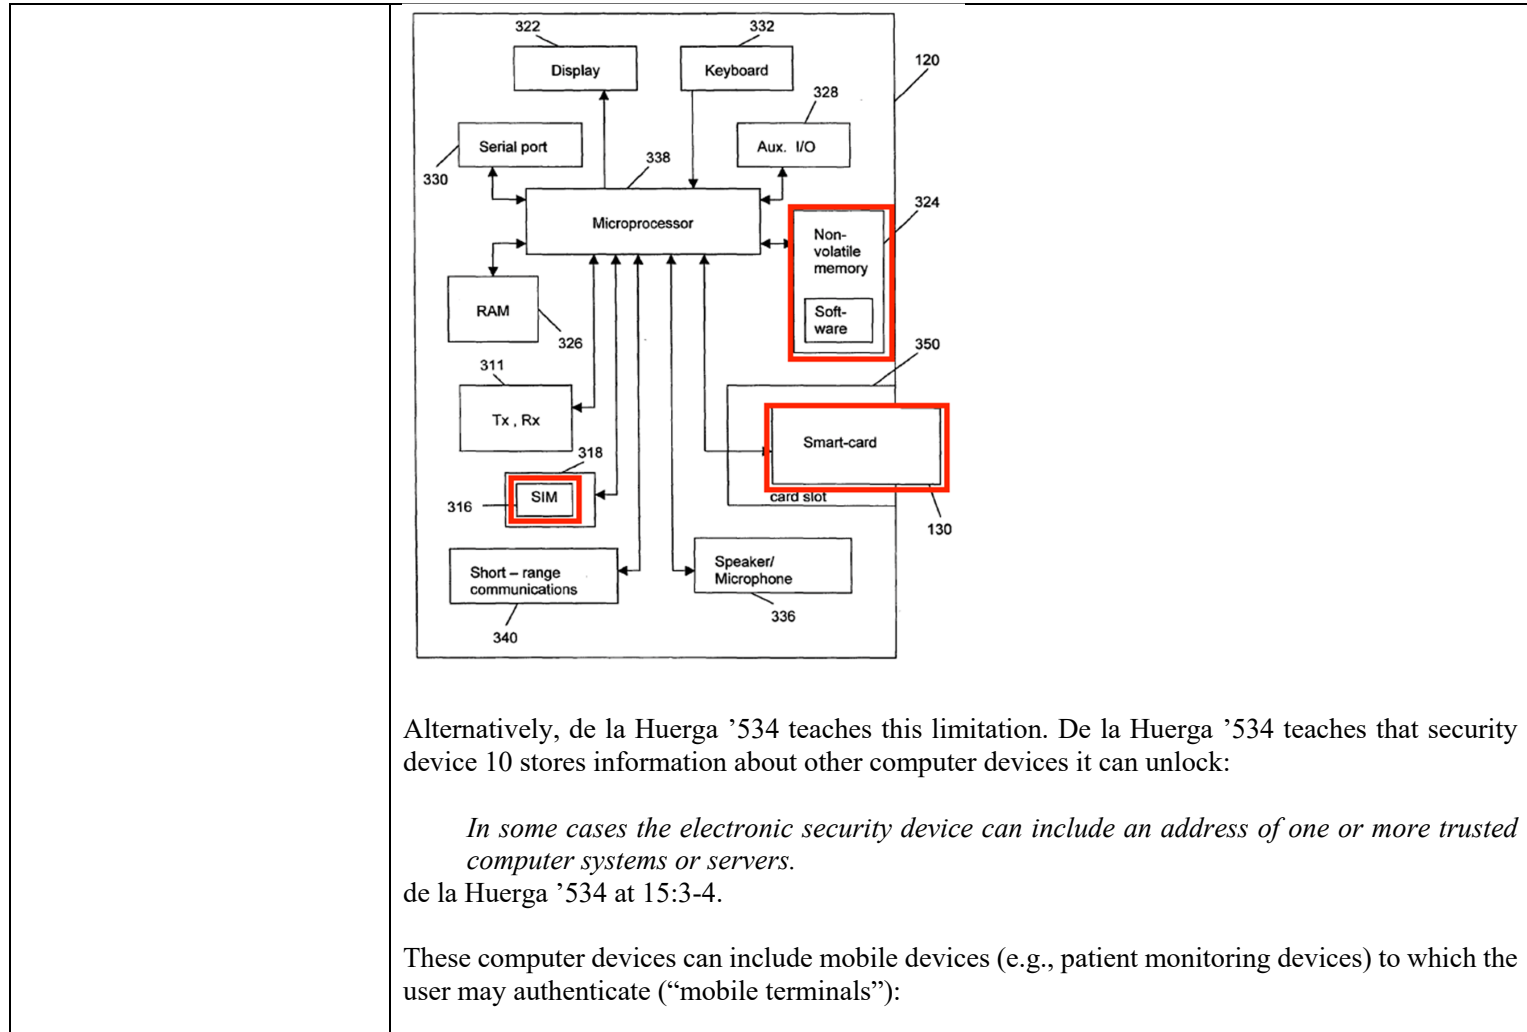 322
332
Display
Keyboard
120
328
Serial port
Aux. I/O
330
338
324
Microprocessor
Non-
volatile
memory
RAM
Soft-
ware
326
350
311
Tx , Rx
Smart-card
318
SIM
316
card slot
130
Short – range
communications
Speaker/
Microphone
336
340
Alternatively, de la Huerga ’534 teaches this limitation. De la Huerga ’534 teaches that security
device 10 stores information about other computer devices it can unlock:
In some cases the electronic security device can include an address of one or more trusted
computer systems or servers.
de la Huerga ’534 at 15:3-4.
These computer devices can include mobile devices (e.g., patient monitoring devices) to which the
user may authenticate (“mobile terminals”):